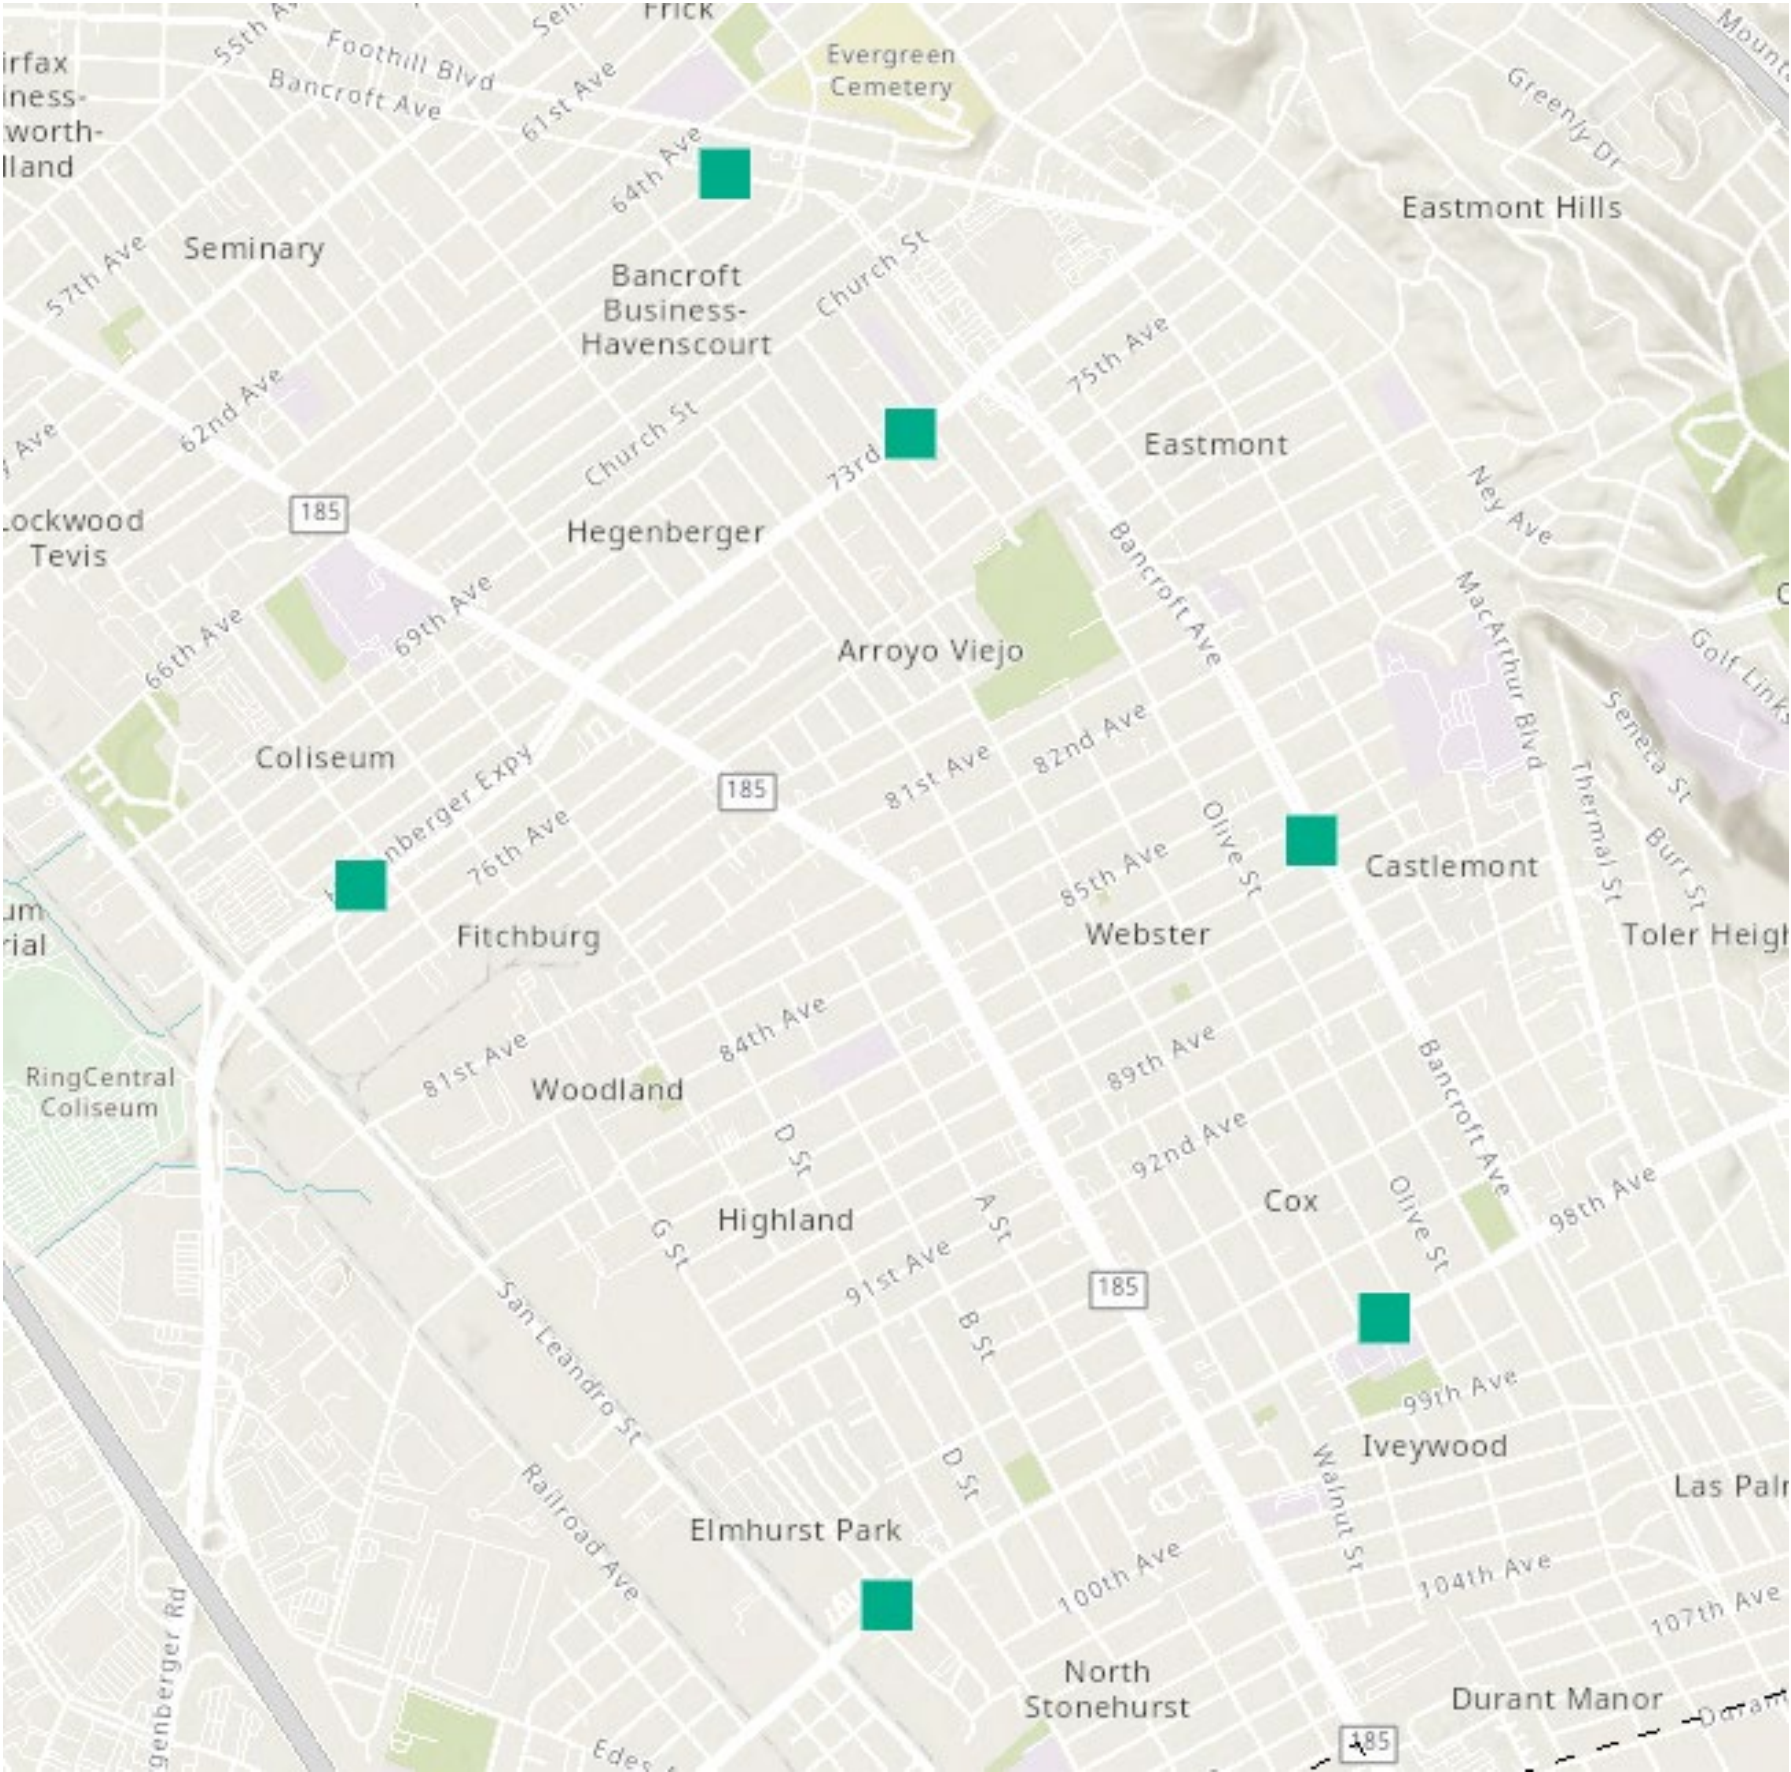 Frick
Evergreen
Cemetery
55th
Foothill Blvd
Bancroft Ave
61st Ave
64th Ave
Greenly Dr
Eastmont Hills
Seminary
57th Ave
Bancroft
Business-
Havenscourt
Church St
75th Ave
62nd Ave
Church St
73rd
Eastmont
Ney Ave
185
Hegenberger
Tevis
Bancroft Ave
MacArthur Blvd
69th Ave
66th Ave
Arroyo Viejo
Golf Links
Seneca St
82nd Ave
81st Ave
Coliseum
185
76th Ave
Olive St
Thermal St
Burr St
85th Ave
Castlemont
Fitchburg
Webster
84th Ave
81st Ave
89th Ave
RingCentral
Coliseum
Woodland
Bancroft Ave
D St
92nd Ave
Highland
A St
Cox
Olive St
98th Ave
G St
91st Ave
185
B St
San Leandro St
99th Ave
Iveywood
D St
Walnut St
Railroad Ave
Elmhurst Park
100th Ave
104th Ave
107th Ave
North
Stonehurst
Durant Manor
185
Edes